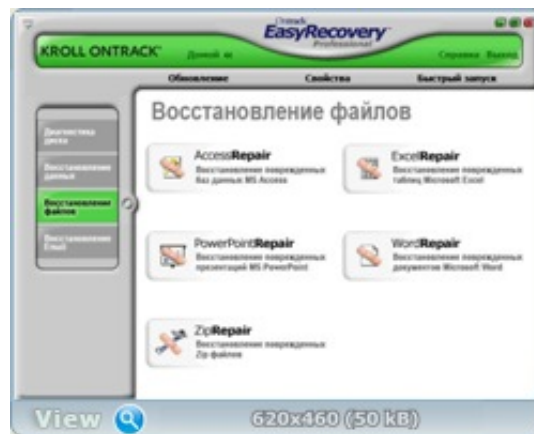 Ontrack
EasyRecovery
Professional
KROLL ONTRACK
Домой
Справка Выход
Обновление Свойства Быстрый запуск
Восстановление файлов
Диагностика диска
Восстановление данных
Восстановление файлов
Восстановление Email
AccessRepair
Восстановление поврежденных
баз данных MS Access
ExcelRepair
Восстановление поврежденных
таблиц Microsoft Excel
PowerPointRepair
Восстановление поврежденных
презентаций MS PowerPoint
WordRepair
Восстановление поврежденных
документов Microsoft Word
ZipRepair
Восстановление поврежденных
Zip файлов
View 620x460 (50 kB)